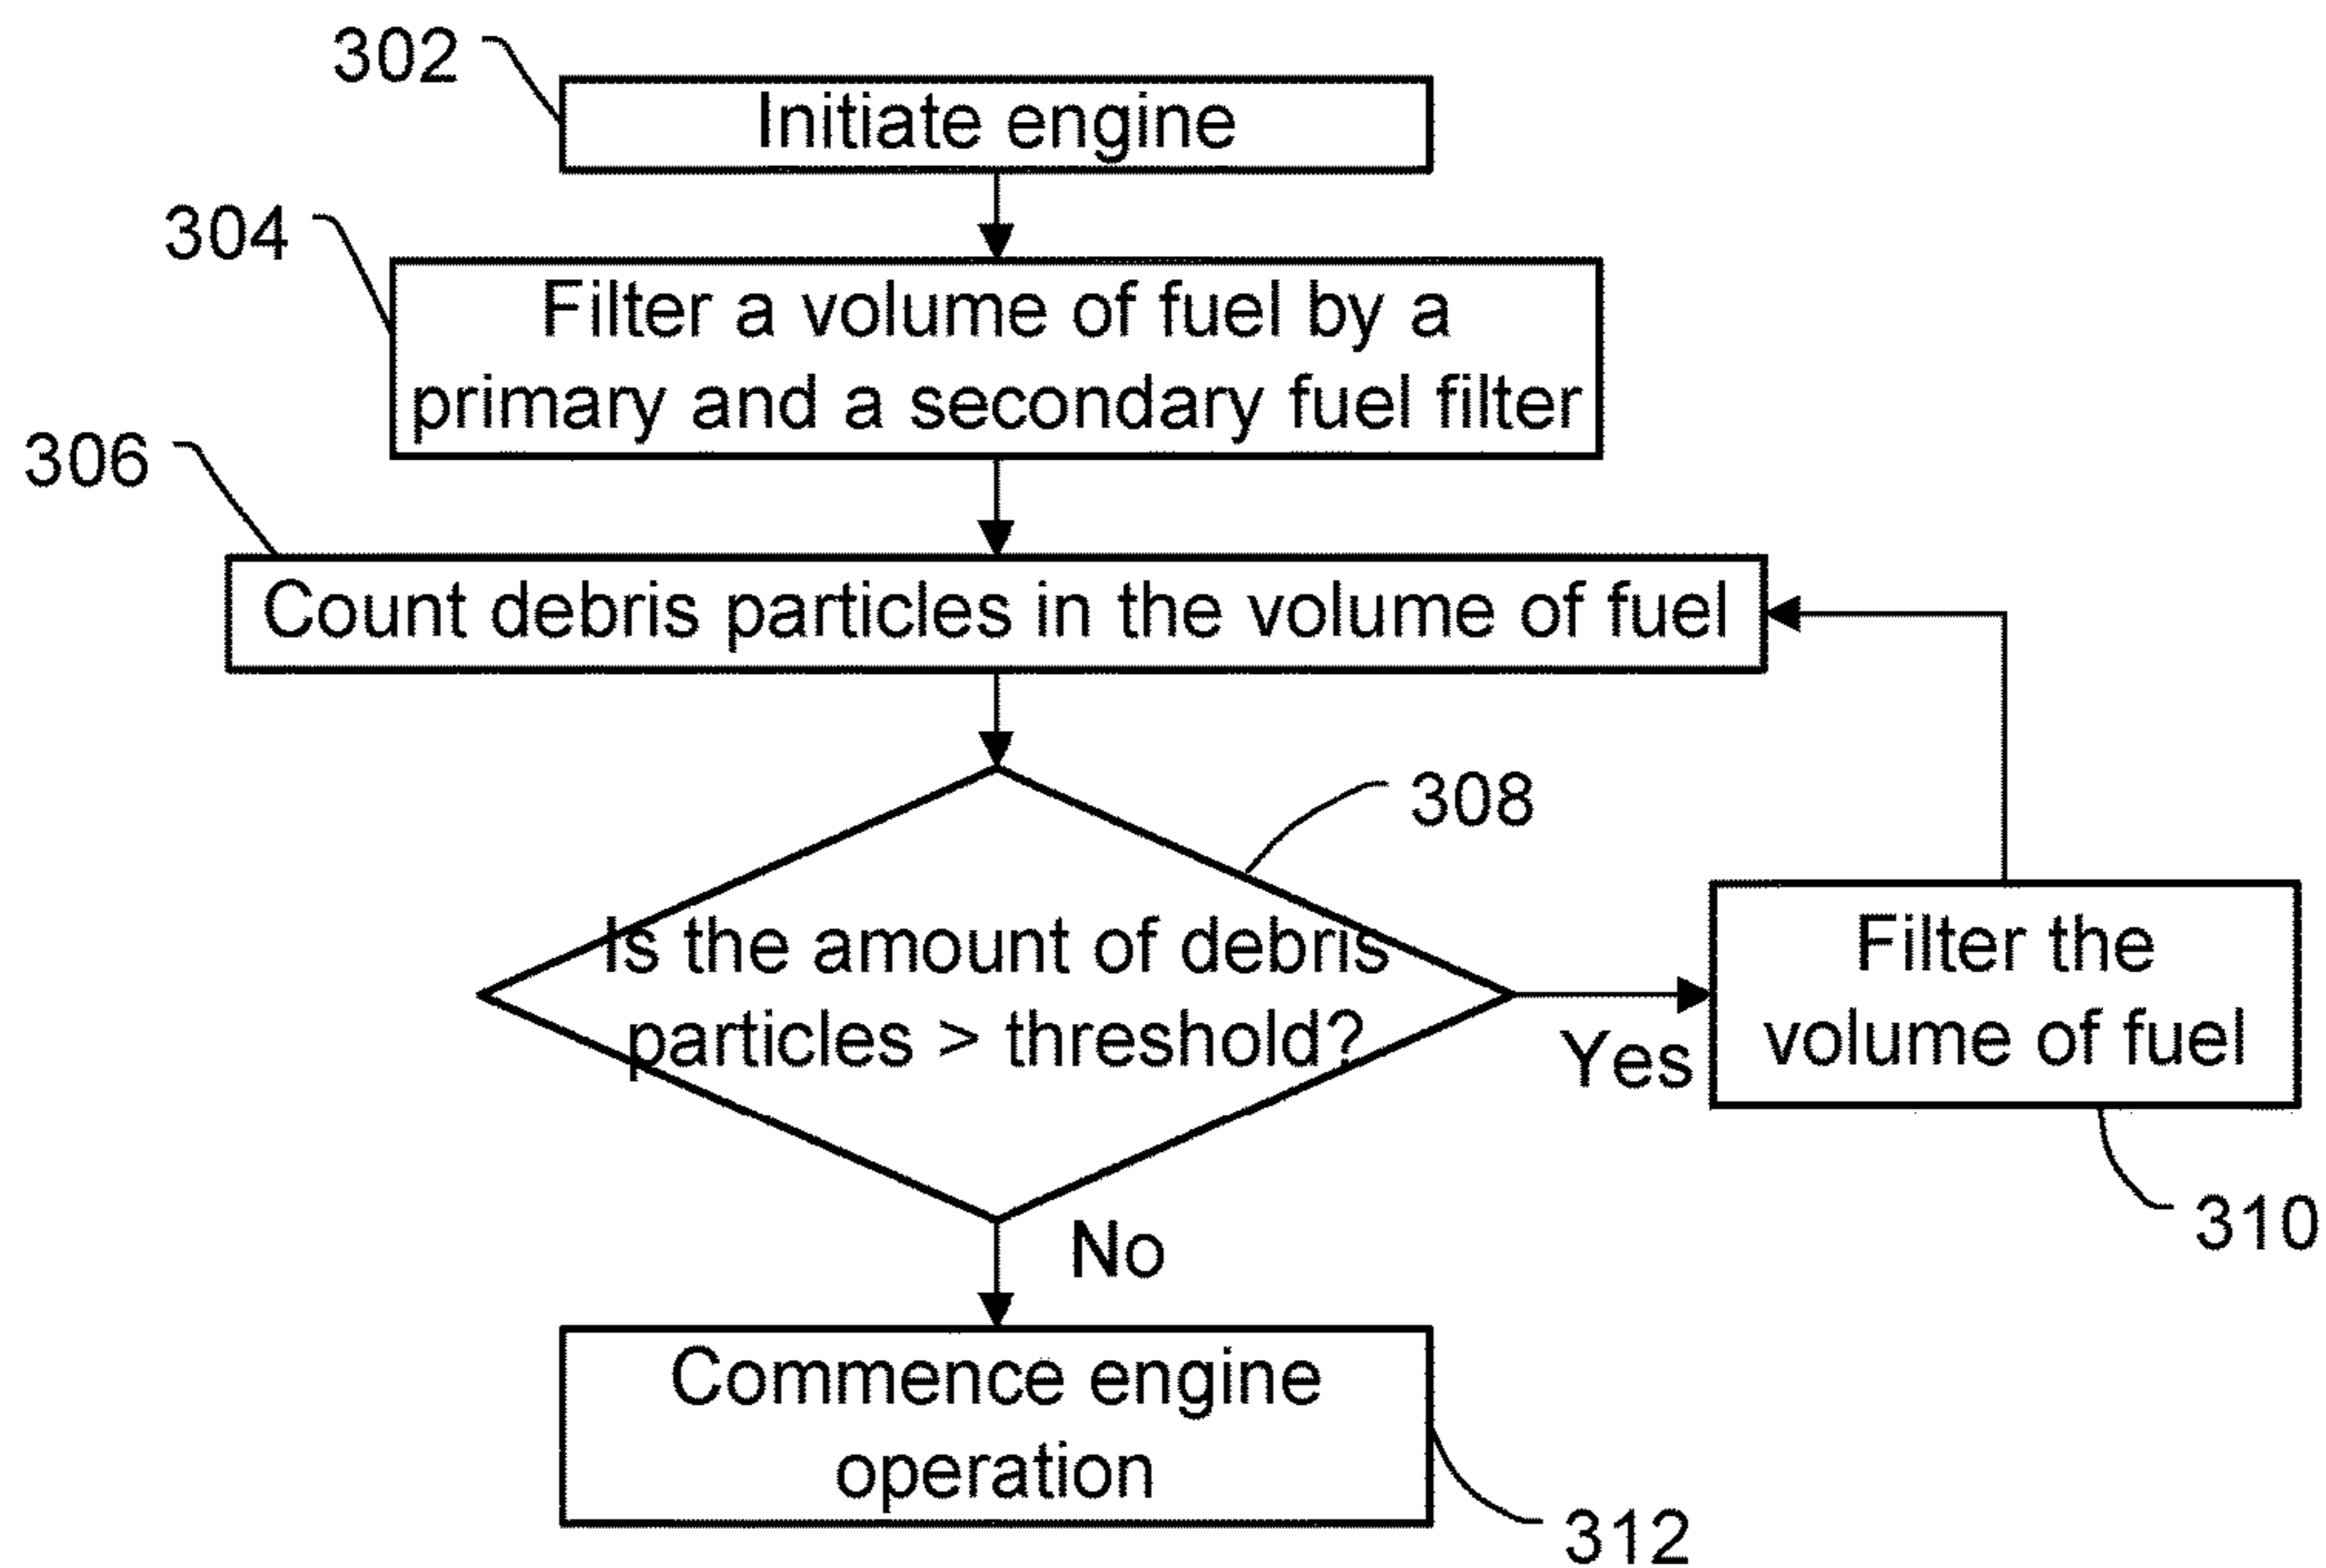 302
Initiate engine
304
Filter a volume of fuel by a
primary and a secondary fuel filter
306
Count debris particles in the volume of fuel
308
Is the amount of debris
particles > threshold?
Yes
Filter the
volume of fuel
310
No
Commence engine
operation
312